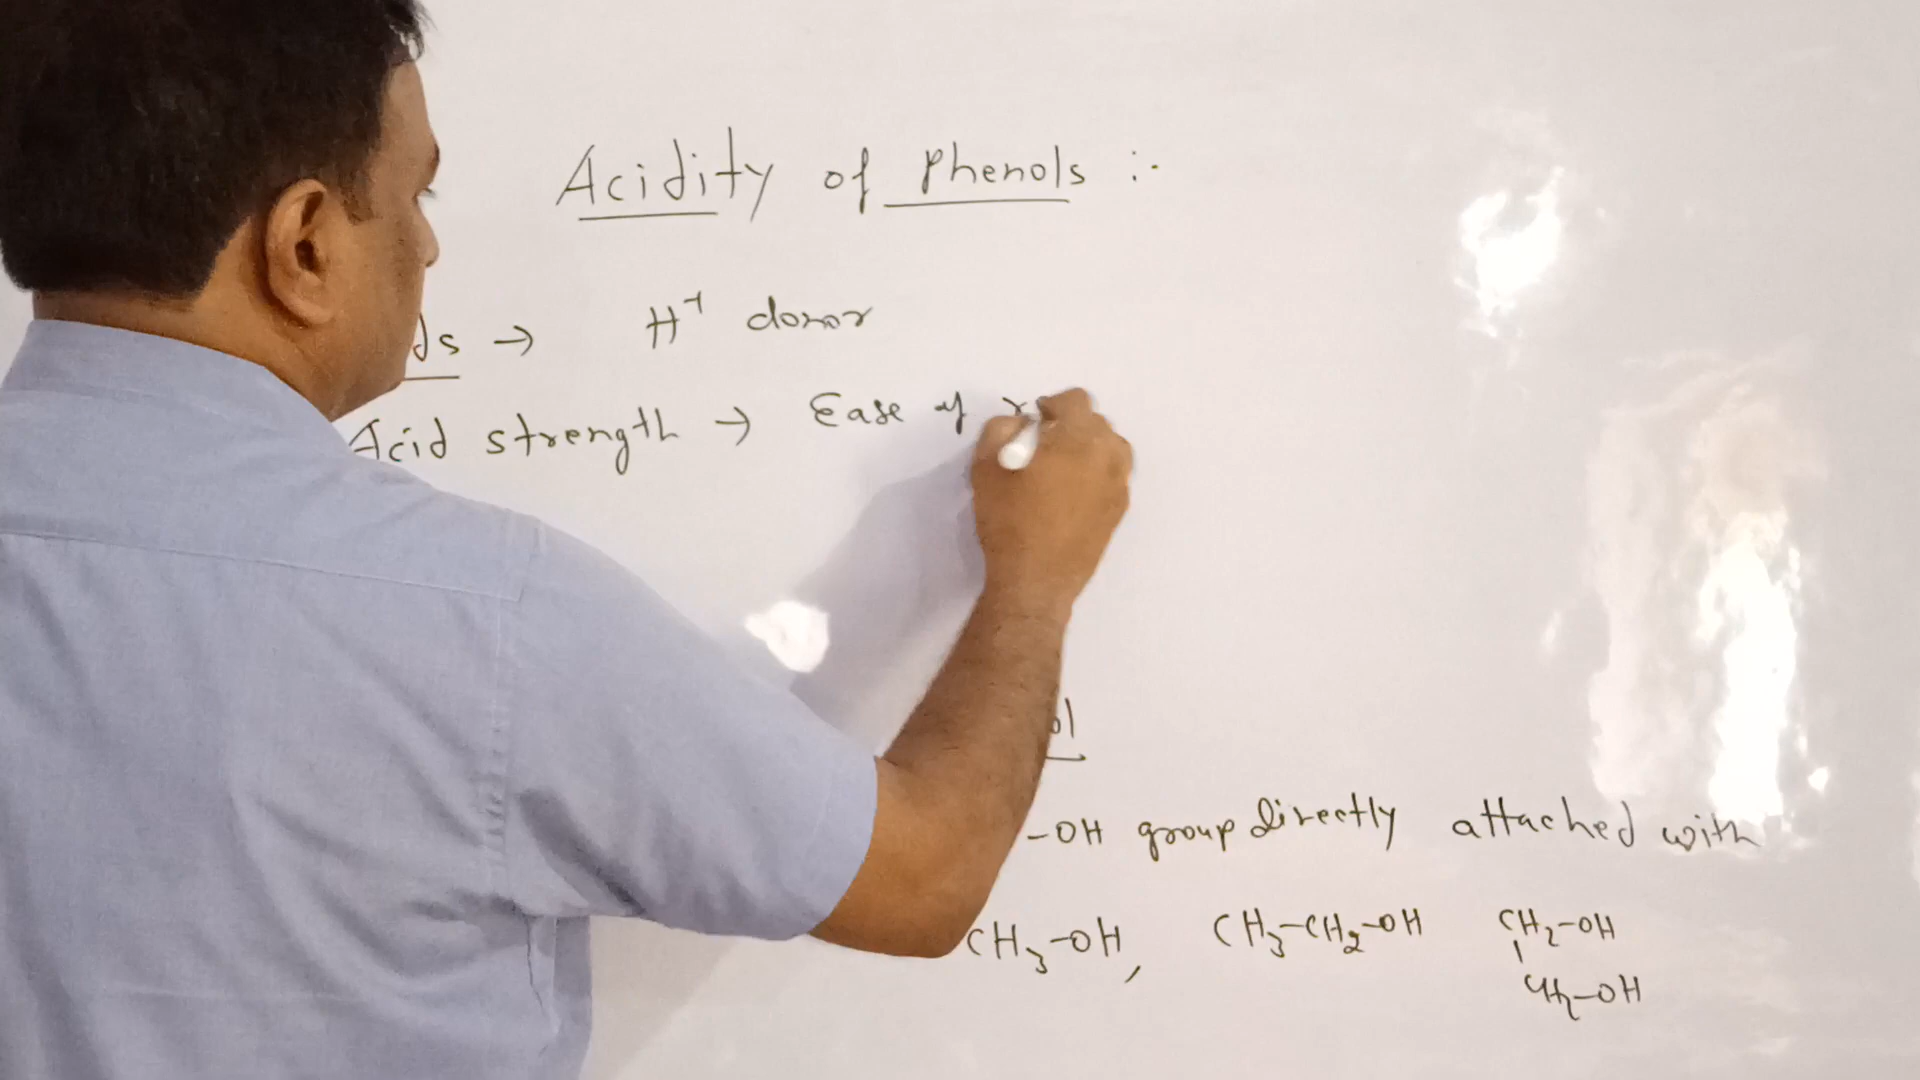 Acidity of Phenols :-
ds → H+ donor
Acid strength → Ease of r
ol
-OH group directly attached with
CH3-OH, CH3-CH2-OH CH2-OH
CH2-OH